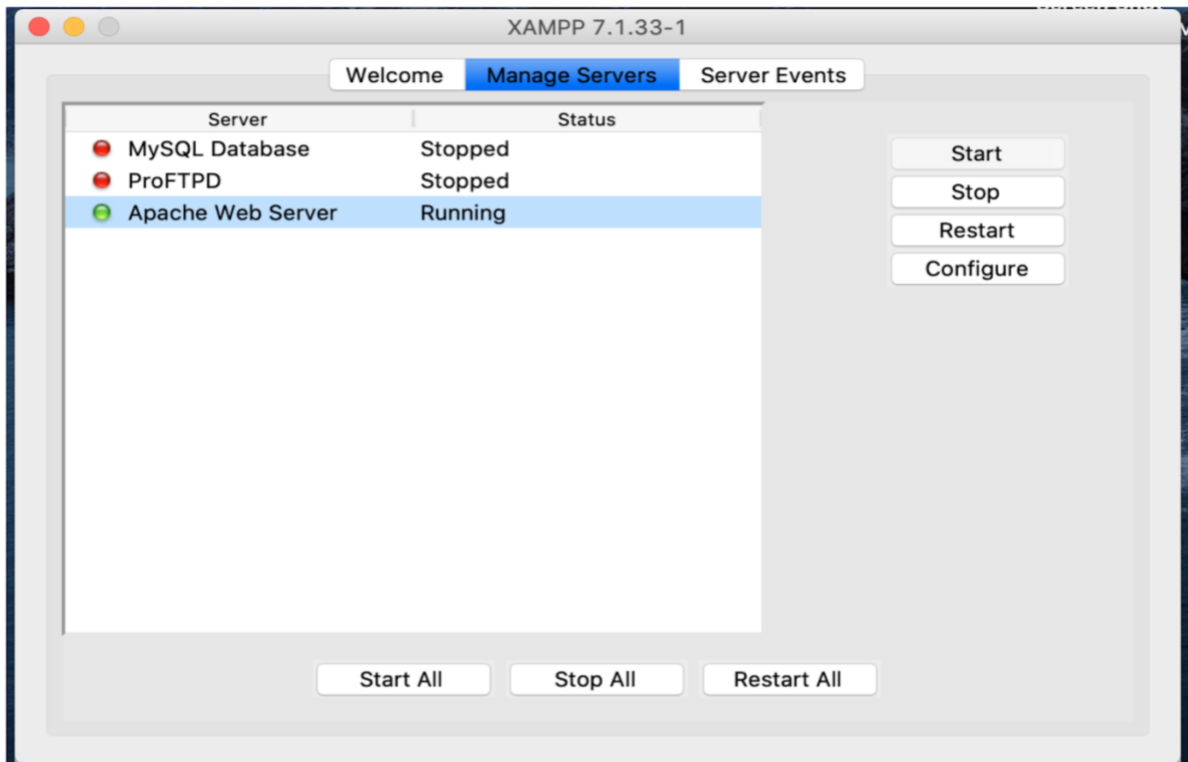 XAMPP 7.1.33-1
Welcome Manage Servers Server Events
Server Status
MySQL Database Stopped
ProFTPD Stopped
Apache Web Server Running
Start
Stop
Restart
Configure
Start All Stop All Restart All